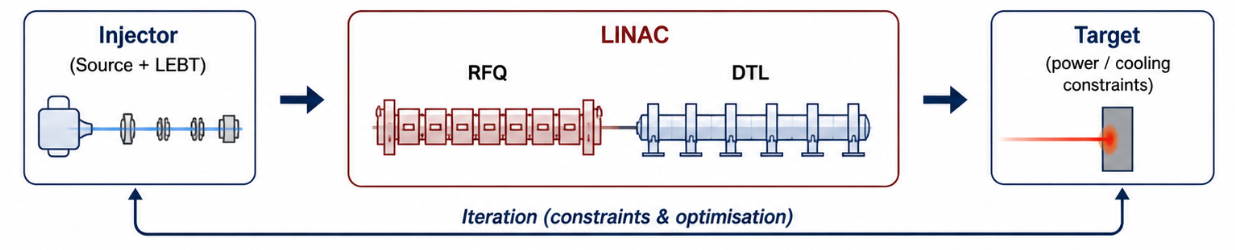 Injector
(Source + LEBT)
LINAC
RFQ
DTL
Target
(power / cooling
constraints)
Iteration (constraints & optimisation)